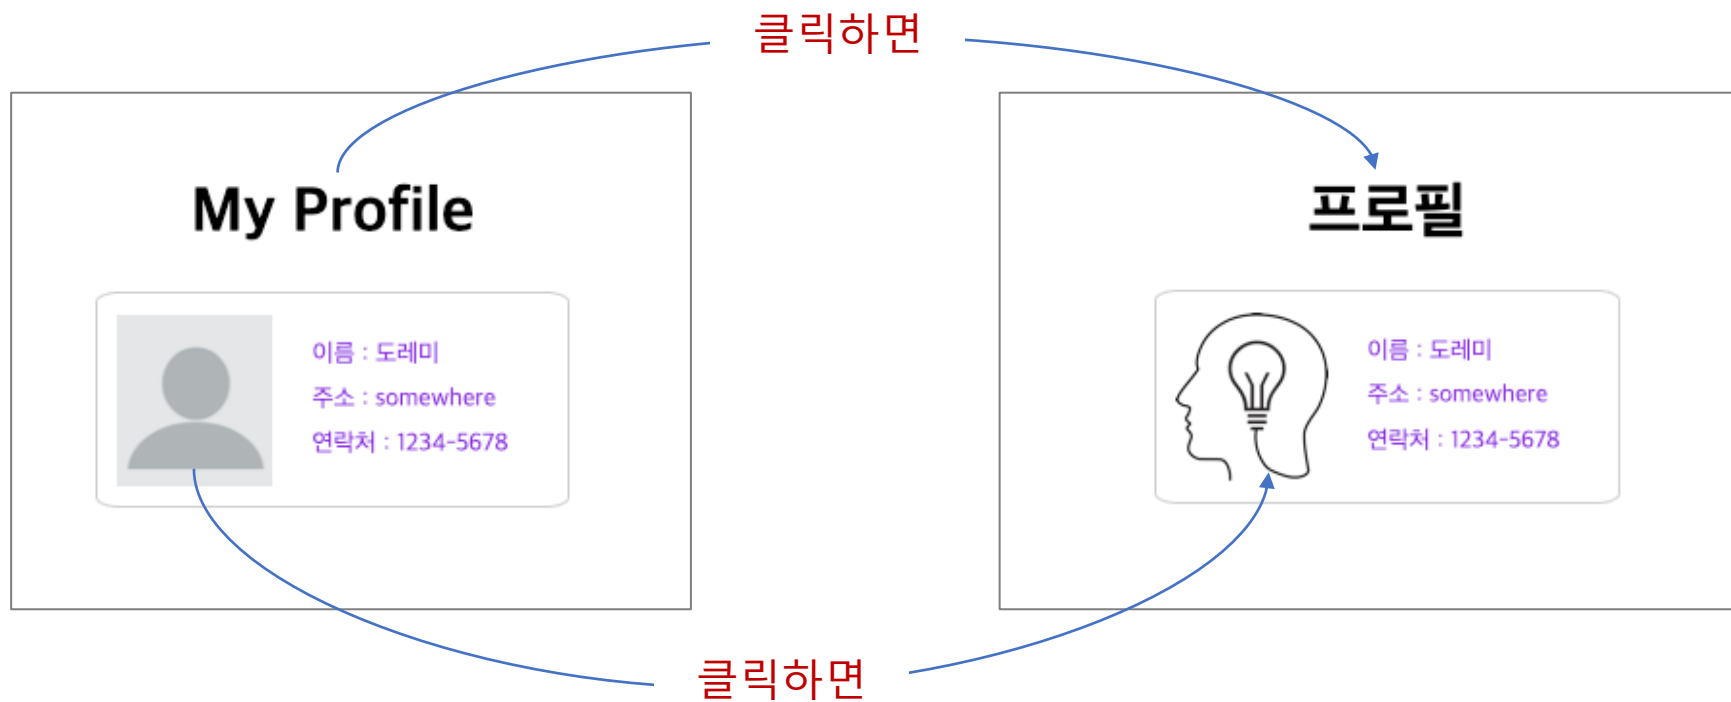 클릭하면
My Profile
이름 : 도레미
주소 : somewhere
연락처 : 1234-5678
프로필
이름 : 도레미
주소 : somewhere
연락처 : 1234-5678
클릭하면